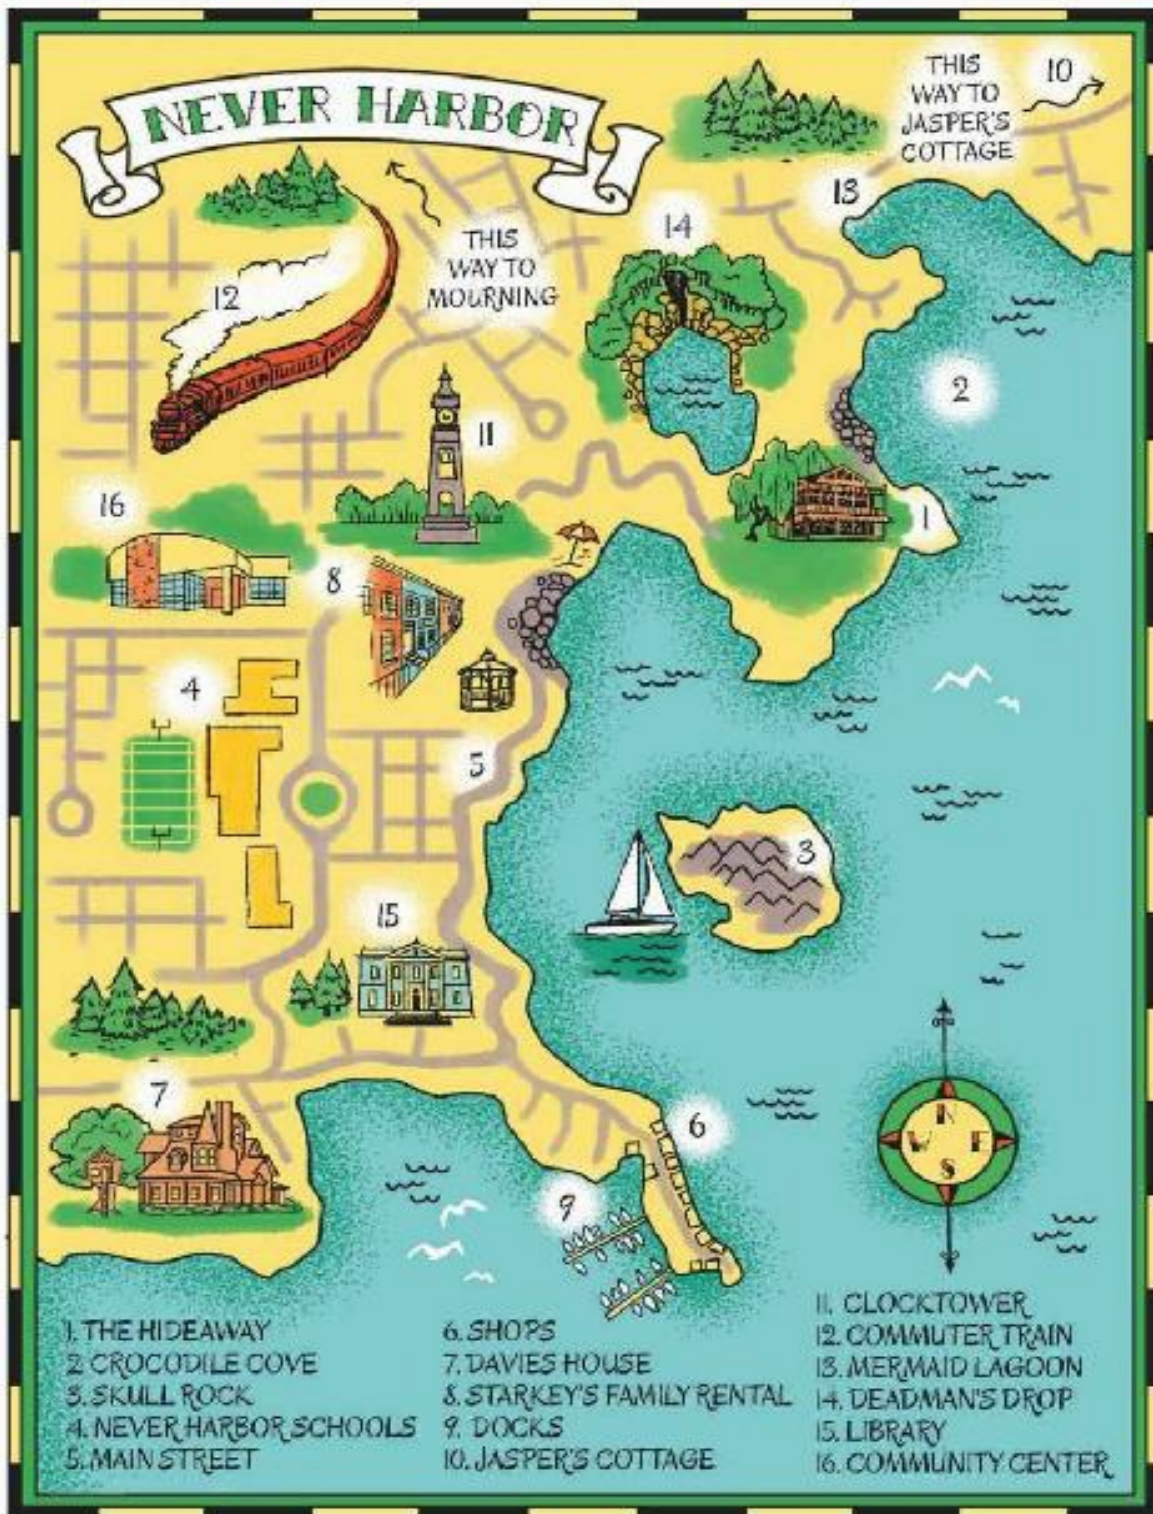 NEVER HARBOR
THIS
WAY TO
JASPER'S
COTTAGE
10
13
14
THIS
WAY TO
MOURNING
12
2
11
16
1
8
4
5
3
15
7
6
9
N
W E
S
1. THE HIDEAWAY
2 CROCODILE COVE
3. SKULL ROCK
4. NEVER HARBOR SCHOOLS
5. MAIN STREET
6. SHOPS
7. DAVIES HOUSE
8. STARKEY'S FAMILY RENTAL
9. DOCKS
10. JASPER'S COTTAGE
11. CLOCKTOWER
12. COMMUTER TRAIN
13. MERMAID LAGOON
14. DEADMAN'S DROP
15. LIBRARY
16. COMMUNITY CENTER